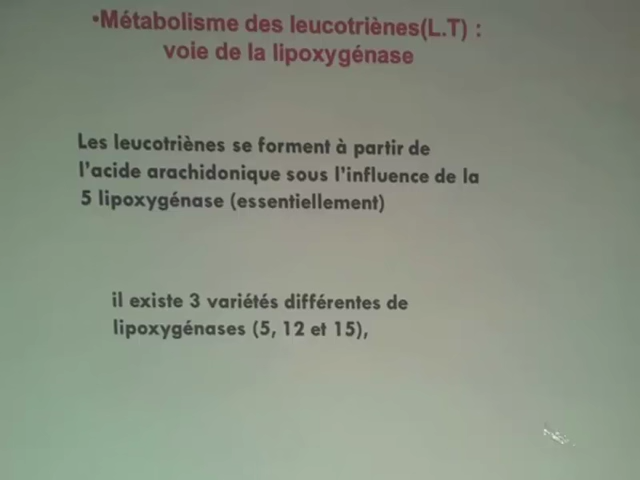 •Métabolisme des leucotriènes(L.T) :
voie de la lipoxygénase
Les leucotriènes se forment à partir de
l'acide arachidonique sous l'influence de la
5 lipoxygénase (essentiellement)
il existe 3 variétés différentes de
lipoxygénases (5, 12 et 15),